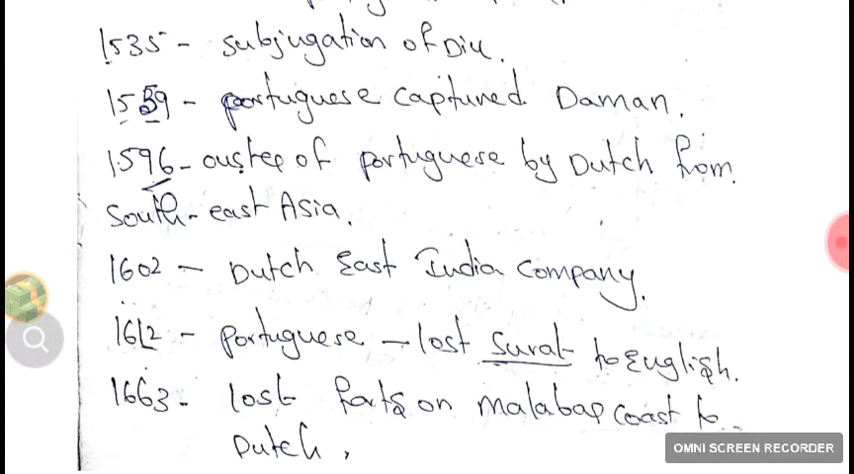 1535 - subjugation of Diu.
1559 - portuguese captured Daman.
1596 - ouster of portuguese by Dutch from
South-east Asia.
1602 - Dutch East India Company.
1612 - portuguese - lost Surat to English.
1663 - lost forts on malabar coast to
Dutch,
OMNI SCREEN RECORDER